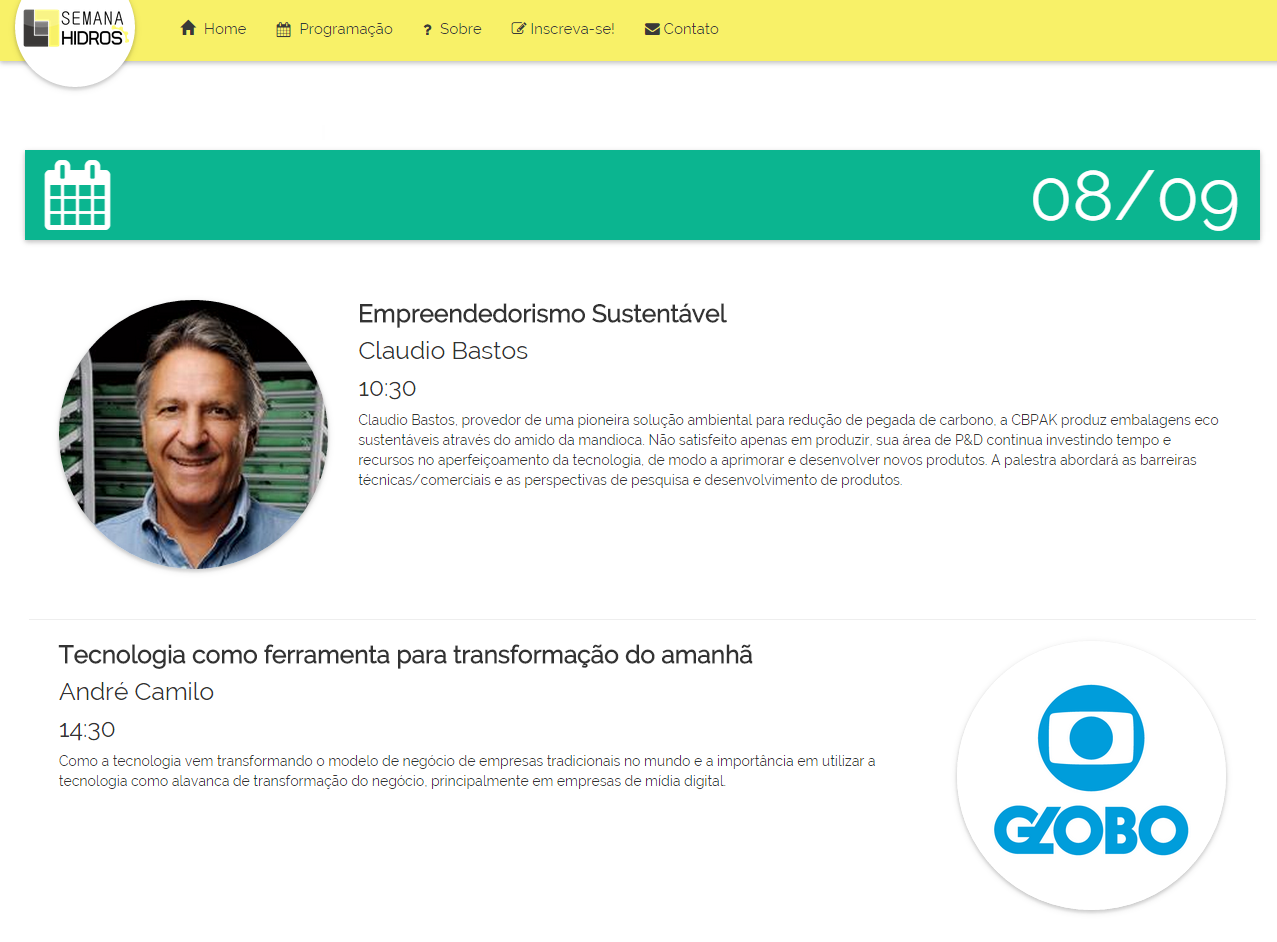 SEMANA
HIDROS
Home Programação Sobre Inscreva-se! Contato
08/09
Empreendedorismo Sustentável
Claudio Bastos
10:30
Claudio Bastos, provedor de uma pioneira solução ambiental para redução de pegada de carbono, a CBPAK produz embalagens eco
sustentáveis através do amido da mandioca. Não satisfeito apenas em produzir, sua área de P&D continua investindo tempo e
recursos no aperfeiçoamento da tecnologia, de modo a aprimorar e desenvolver novos produtos. A palestra abordará as barreiras
técnicas/comerciais e as perspectivas de pesquisa e desenvolvimento de produtos.
Tecnologia como ferramenta para transformação do amanhã
André Camilo
14:30
Como a tecnologia vem transformando o modelo de negócio de empresas tradicionais no mundo e a importância em utilizar a
tecnologia como alavanca de transformação do negócio, principalmente em empresas de mídia digital.
GLOBO